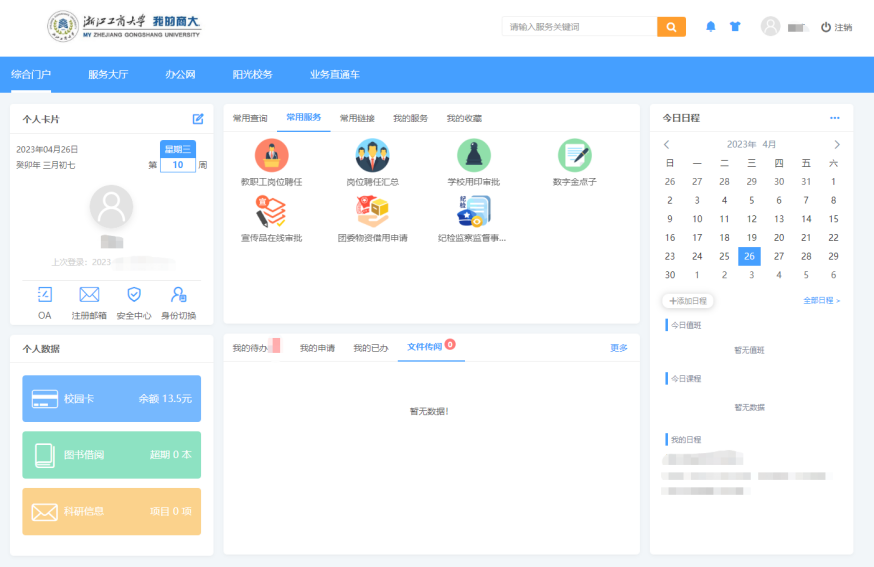 浙江工商大学 我的商大
MY ZHEJIANG GONGSHANG UNIVERSITY
请输入服务关键词
注销
综合门户 服务大厅 办公网 阳光校务 业务直通车
个人卡片
2023年04月26日 星期三
癸卯年 三月初七 第 10 周
上次登录: 2023
OA 注册邮箱 安全中心 身份切换
个人数据
校园卡 余额 13.5元
图书借阅 超期 0 本
科研信息 项目 0 项
常用查阅 常用服务 常用链接 我的服务 我的收藏
教职工岗位聘任 岗位聘任汇总 学校用印审批 数字金点子
宣传品在线审批 团委物资借用申请 纪检监察监督事...
我的待办 我的申请 我的已办 文件传阅 0 更多
暂无数据!
今日日程 ...
2023年 4月
日 一 二 三 四 五 六
26 27 28 29 30 31 1
2 3 4 5 6 7 8
9 10 11 12 13 14 15
16 17 18 19 20 21 22
23 24 25 26 27 28 29
30 1 2 3 4 5 6
+添加日程 全部日程 >
今日值班
暂无值班
今日课程
暂无数据
我的日程